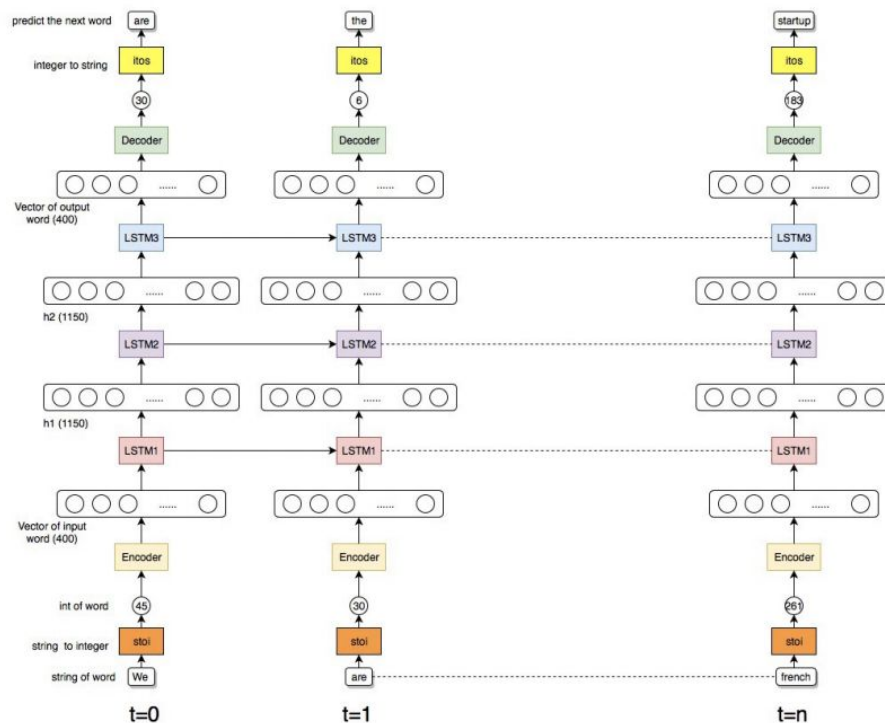 predict the next word are the startup
integer to string itos itos itos
30 6 183
Decoder Decoder Decoder
...... ...... ......
Vector of output
word (400)
LSTM3 LSTM3 LSTM3
...... ...... ......
h2 (1150)
LSTM2 LSTM2 LSTM2
...... ...... ......
h1 (1150)
LSTM1 LSTM1 LSTM1
...... ...... ......
Vector of input
word (400)
Encoder Encoder Encoder
int of word 45 30 261
string to integer stoi stoi stoi
string of word We are french
t=0 t=1 t=n